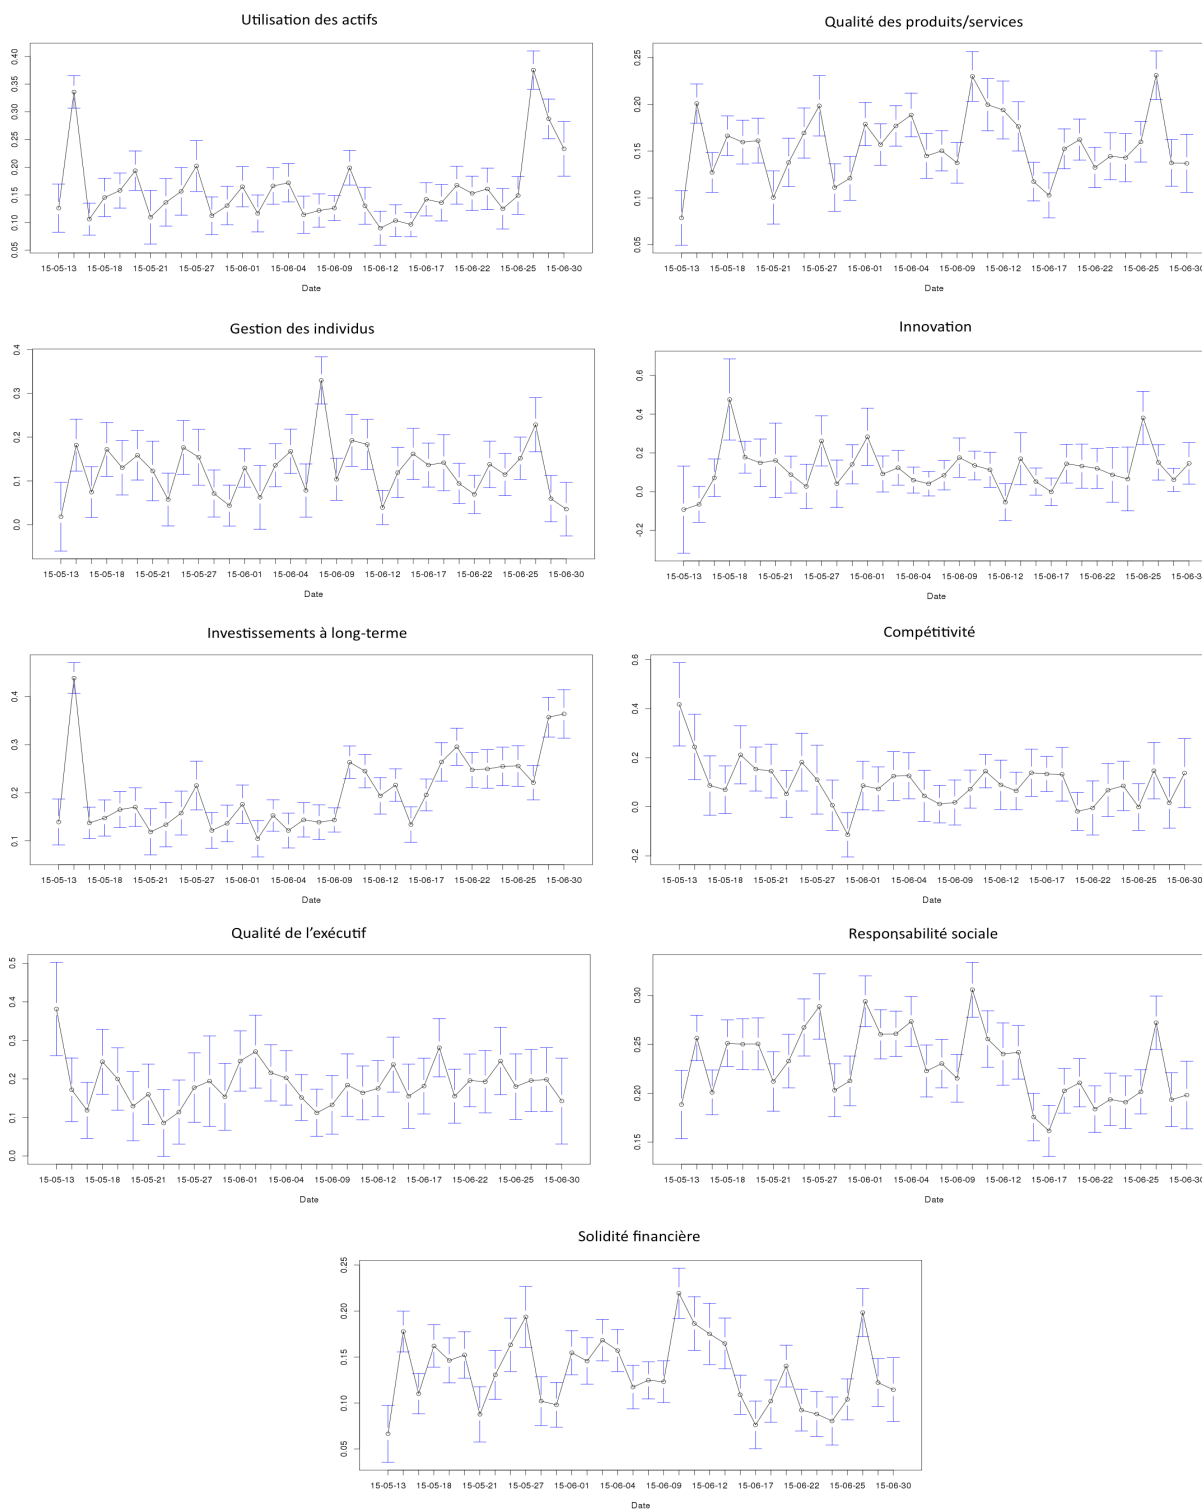 Utilisation des actifs
0.05 0.10 0.15 0.20 0.25 0.30 0.35 0.40
15-05-13 15-05-18 15-05-21 15-05-27 15-06-01 15-06-04 15-06-09 15-06-12 15-06-17 15-06-22 15-06-25 15-06-30
Date
Qualité des produits/services
0.05 0.10 0.15 0.20 0.25
15-05-13 15-05-18 15-05-21 15-05-27 15-06-01 15-06-04 15-06-09 15-06-12 15-06-17 15-06-22 15-06-25 15-06-30
Date
Gestion des individus
0.0 0.1 0.2 0.3 0.4
15-05-13 15-05-18 15-05-21 15-05-27 15-06-01 15-06-04 15-06-09 15-06-12 15-06-17 15-06-22 15-06-25 15-06-30
Date
Innovation
-0.2 0.0 0.2 0.4 0.6
15-05-13 15-05-18 15-05-21 15-05-27 15-06-01 15-06-04 15-06-09 15-06-12 15-06-17 15-06-22 15-06-25 15-06-3
Date
Investissements à long-terme
0.1 0.2 0.3 0.4
15-05-13 15-05-18 15-05-21 15-05-27 15-06-01 15-06-04 15-06-09 15-06-12 15-06-17 15-06-22 15-06-25 15-06-30
Date
Compétitivité
-0.2 0.0 0.2 0.4 0.6
15-05-13 15-05-18 15-05-21 15-05-27 15-06-01 15-06-04 15-06-09 15-06-12 15-06-17 15-06-22 15-06-25 15-06-30
Date
Qualité de l'exécutif
0.0 0.1 0.2 0.3 0.4 0.5
15-05-13 15-05-18 15-05-21 15-05-27 15-06-01 15-06-04 15-06-09 15-06-12 15-06-17 15-06-22 15-06-25 15-06-30
Date
Responsabilité sociale
0.15 0.20 0.25 0.30
15-05-13 15-05-18 15-05-21 15-05-27 15-06-01 15-06-04 15-06-09 15-06-12 15-06-17 15-06-22 15-06-25 15-06-30
Date
Solidité financière
0.05 0.10 0.15 0.20 0.25
15-05-13 15-05-18 15-05-21 15-05-27 15-06-01 15-06-04 15-06-09 15-06-12 15-06-17 15-06-22 15-06-25 15-06-30
Date